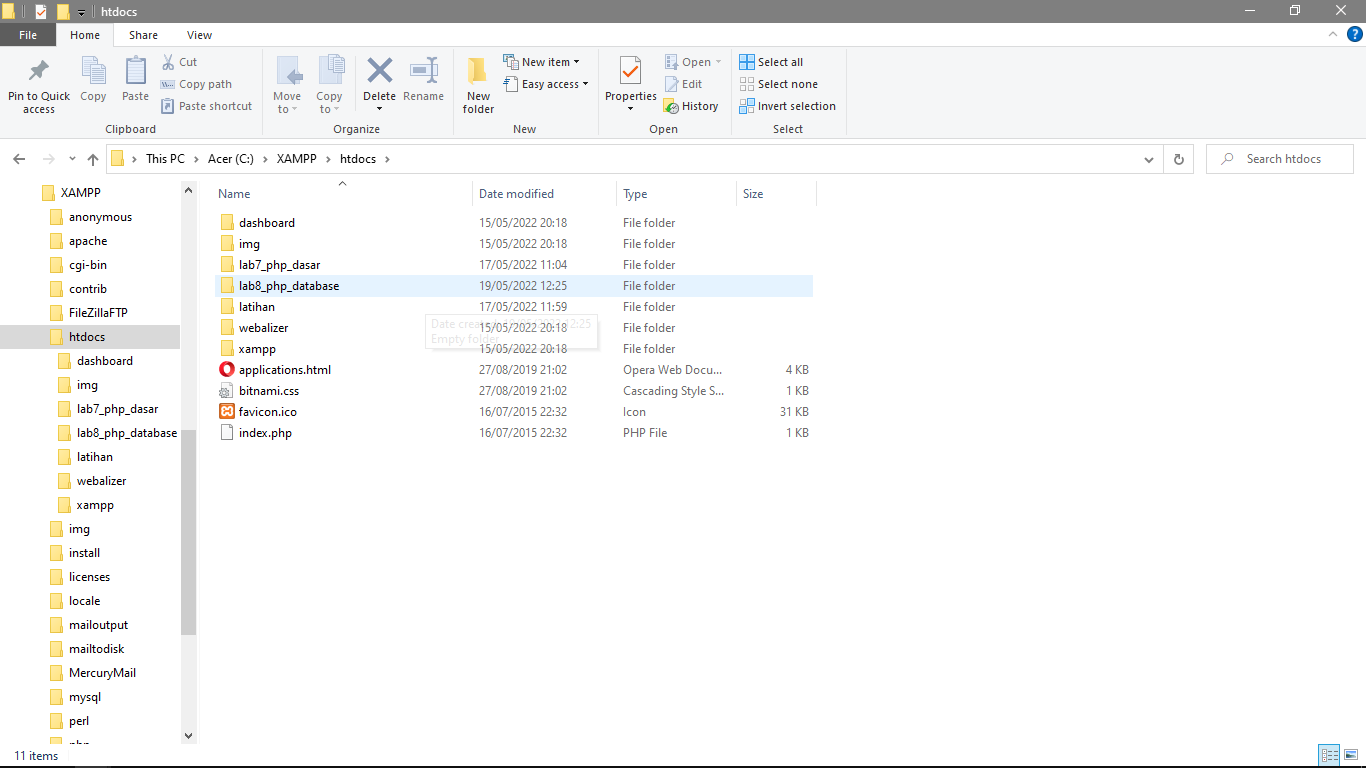 htdocs
File Home Share View
Pin to Quick access
Copy
Paste
Cut
Copy path
Paste shortcut
Clipboard
Move to
Copy to
Delete
Rename
Organize
New folder
New item
Easy access
New
Properties
Open
Edit
History
Open
Select all
Select none
Invert selection
Select
This PC > Acer (C:) > XAMPP > htdocs >
Search htdocs
XAMPP
anonymous
apache
cgi-bin
contrib
FileZillaFTP
htdocs
dashboard
img
lab7_php_dasar
lab8_php_database
latihan
webalizer
xampp
img
install
licenses
locale
mailoutput
mailtodisk
MercuryMail
mysql
perl
php
Name Date modified Type Size
dashboard 15/05/2022 20:18 File folder
img 15/05/2022 20:18 File folder
lab7_php_dasar 17/05/2022 11:04 File folder
lab8_php_database 19/05/2022 12:25 File folder
latihan 17/05/2022 11:59 File folder
webalizer 15/05/2022 20:18 File folder
xampp 15/05/2022 20:18 File folder
applications.html 27/08/2019 21:02 Opera Web Docu... 4 KB
bitnami.css 27/08/2019 21:02 Cascading Style S... 1 KB
favicon.ico 16/07/2015 22:32 Icon 31 KB
index.php 16/07/2015 22:32 PHP File 1 KB
Date created: 19/05/2022 12:25
Empty folder
11 items